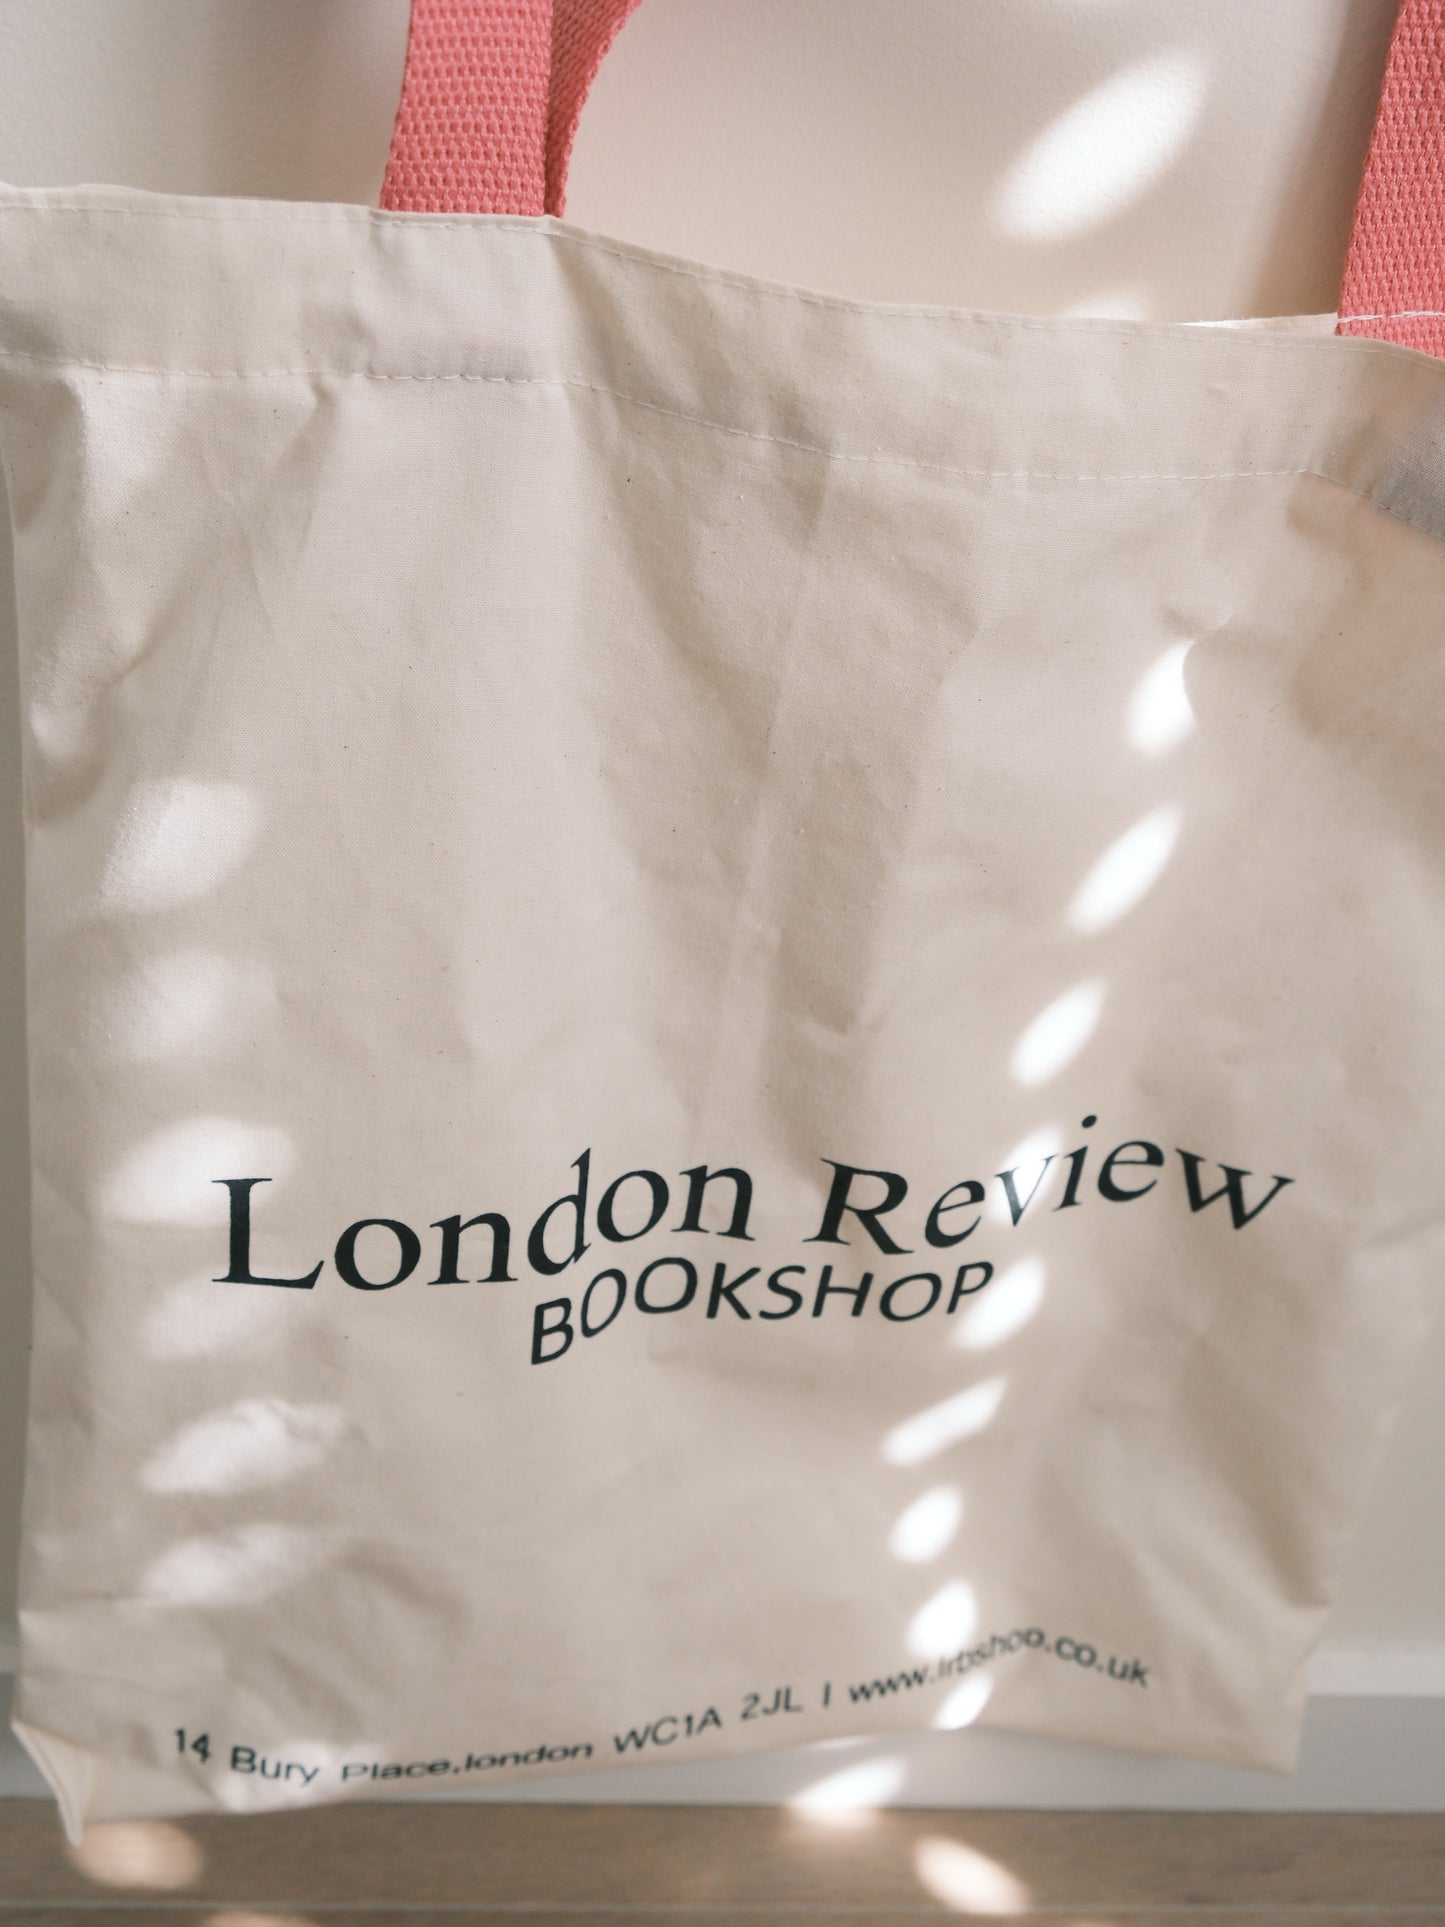 London Review
BOOKSHOP
14 Bury Place,london WC1A 2JL | www.lrbshop.co.uk